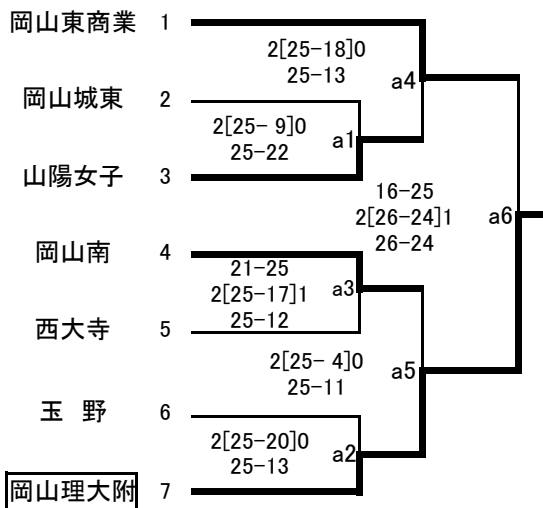 岡山東商業 1
2[25-18]0
25-13
a4
岡山城東 2
2[25- 9]0
25-22
a1
山陽女子 3
16-25
2[26-24]1
26-24
a6
岡山南 4
21-25
2[25-17]1
25-12
a3
西大寺 5
2[25- 4]0
25-11
a5
玉 野 6
2[25-20]0
25-13
a2
岡山理大附 7